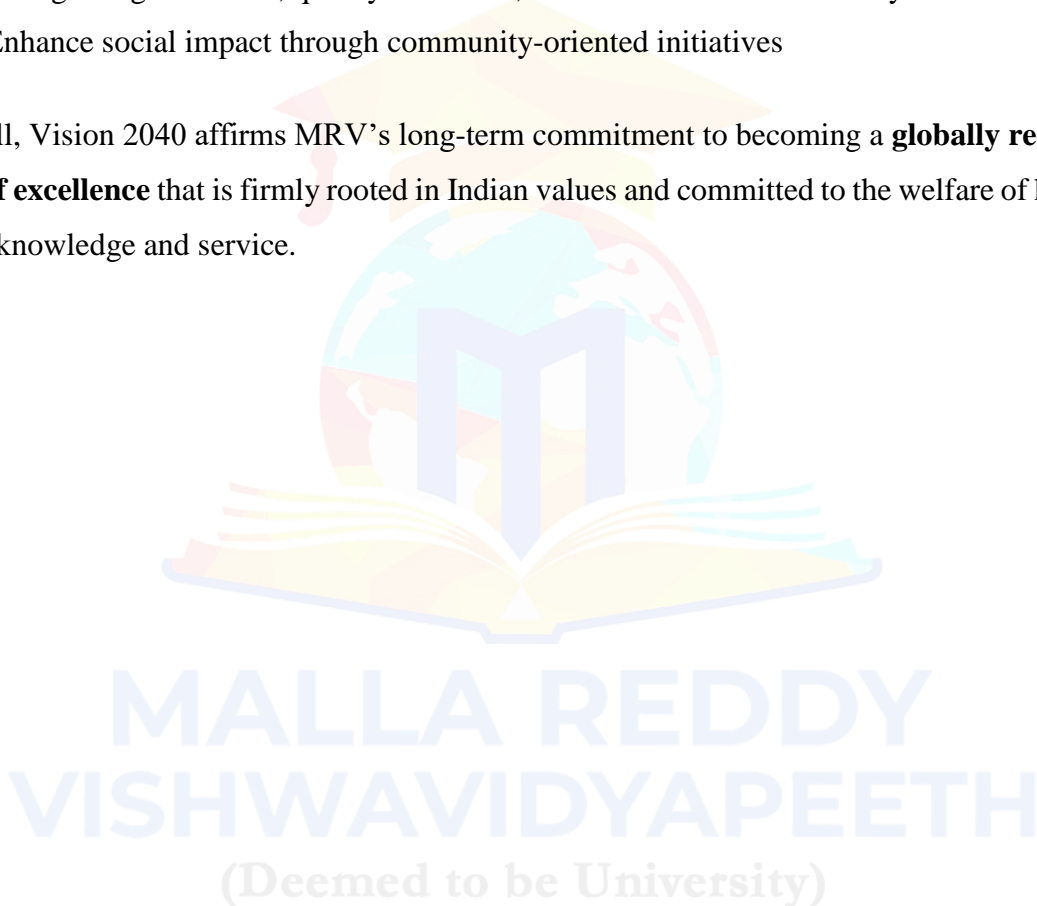 Enhance social impact through community-oriented initiatives
ll, Vision 2040 affirms MRV’s long-term commitment to becoming a globally re
f excellence that is firmly rooted in Indian values and committed to the welfare of
knowledge and service.
MALLA REDDY
VISHWAVIDYAPEETH
(Deemed to be University)